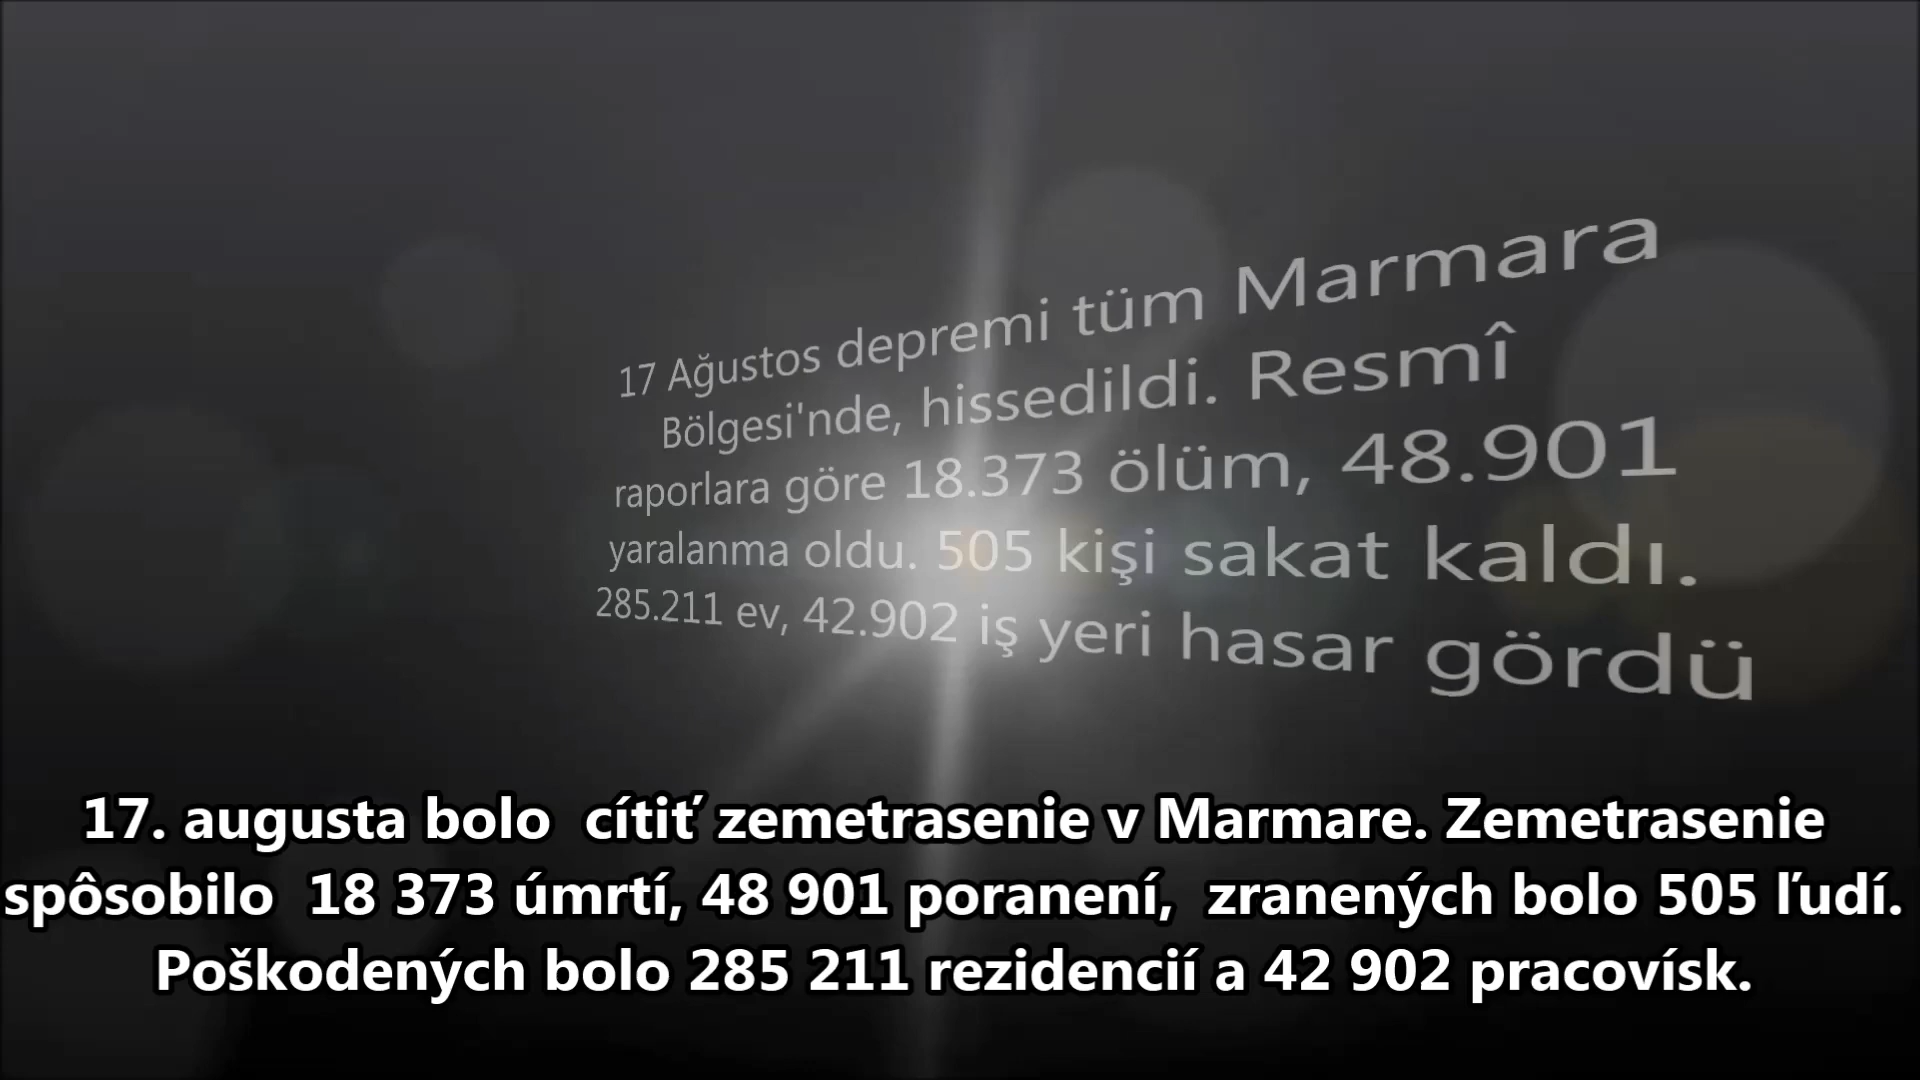 17 Ağustos depremi tüm Marmara
Bölgesi'nde, hissedildi. Resmî
raporlara göre 18.373 ölüm, 48.901
yaralanma oldu. 505 kişi sakat kaldı.
285.211 ev, 42.902 iş yeri hasar gördü
17. augusta bolo  cítiť zemetrasenie v Marmare. Zemetrasenie
spôsobilo  18 373 úmrtí, 48 901 poranení,  zranených bolo 505 ľudí.
Poškodených bolo 285 211 rezidencií a 42 902 pracovísk.